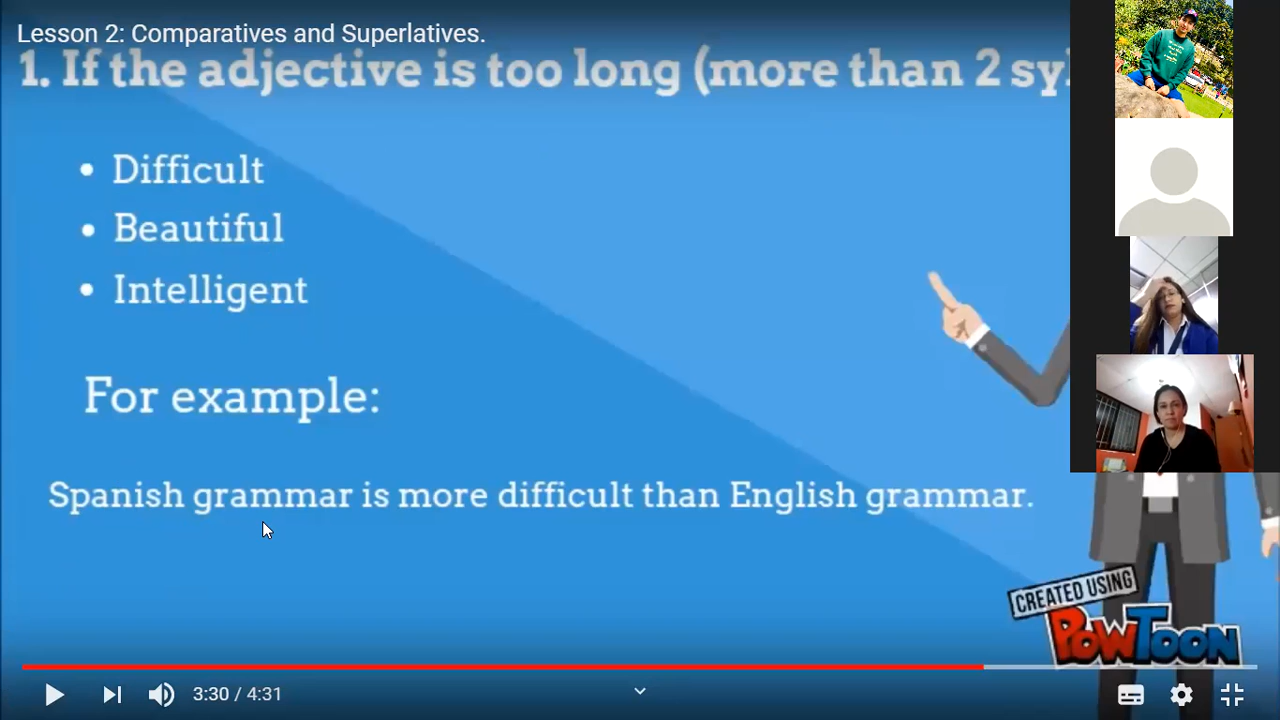 Lesson 2: Comparatives and Superlatives.
1. If the adjective is too long (more than 2
• Difficult
• Beautiful
• Intelligent
For example:
Spanish grammar is more difficult than English grammar.
CREATED USING
POWTOON
3:30 / 4:31